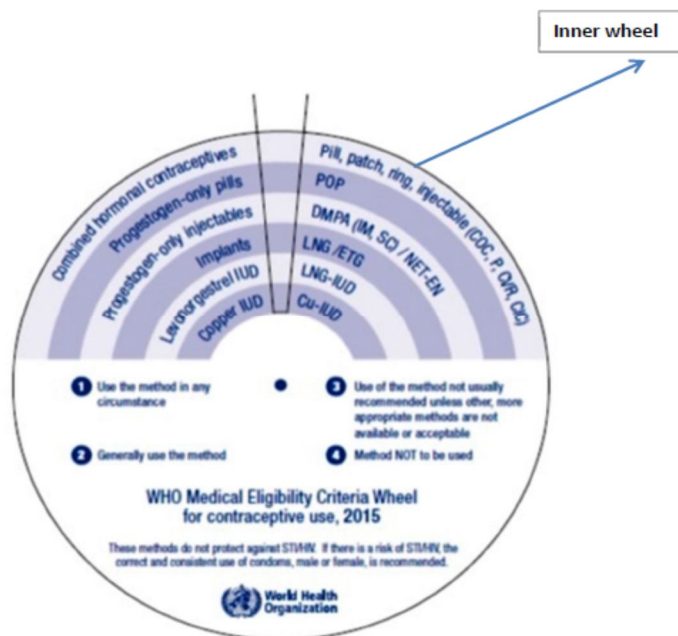 Inner wheel
Combined hormonal contraceptives
Pill, patch, ring, injectable (COC, P, CVR, CIC)
Progestogen-only pills
POP
Progestogen-only injectables
DMPA (IM, SC) / NET-EN
Implants
LNG /ETG
Levonorgestrel IUD
LNG-IUD
Copper IUD
Cu-IUD
1 Use the method in any
circumstance
2 Generally use the method
3 Use of the method not usually
recommended unless other, more
appropriate methods are not
available or acceptable
4 Method NOT to be used
WHO Medical Eligibility Criteria Wheel
for contraceptive use, 2015
These methods do not protect against STI/HIV. If there is a risk of STI/HIV, the
correct and consistent use of condoms, male or female, is recommended.
World Health
Organization